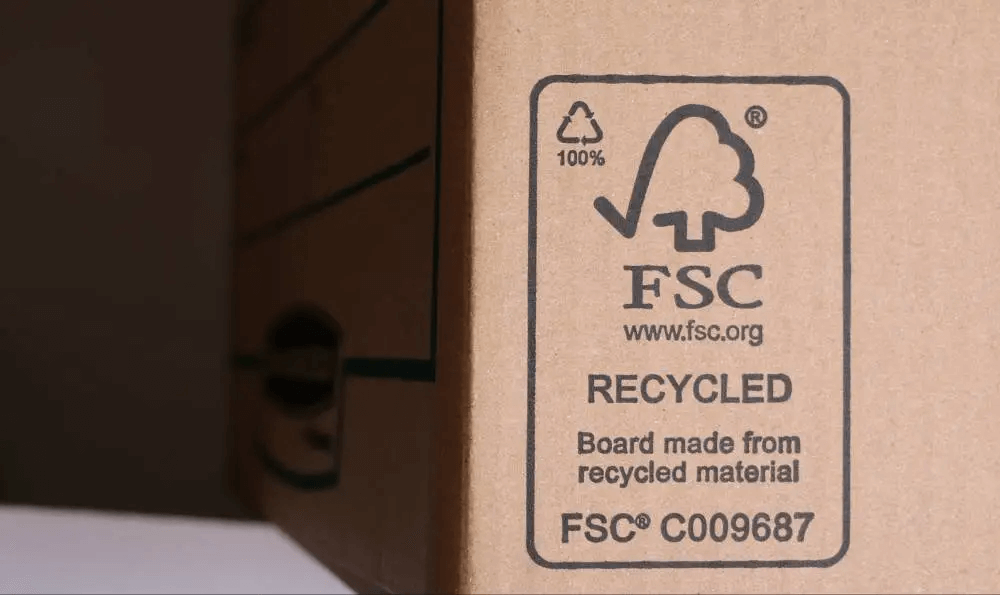 100%
®
FSC
www.fsc.org
RECYCLED
Board made from
recycled material
FSC® C009687